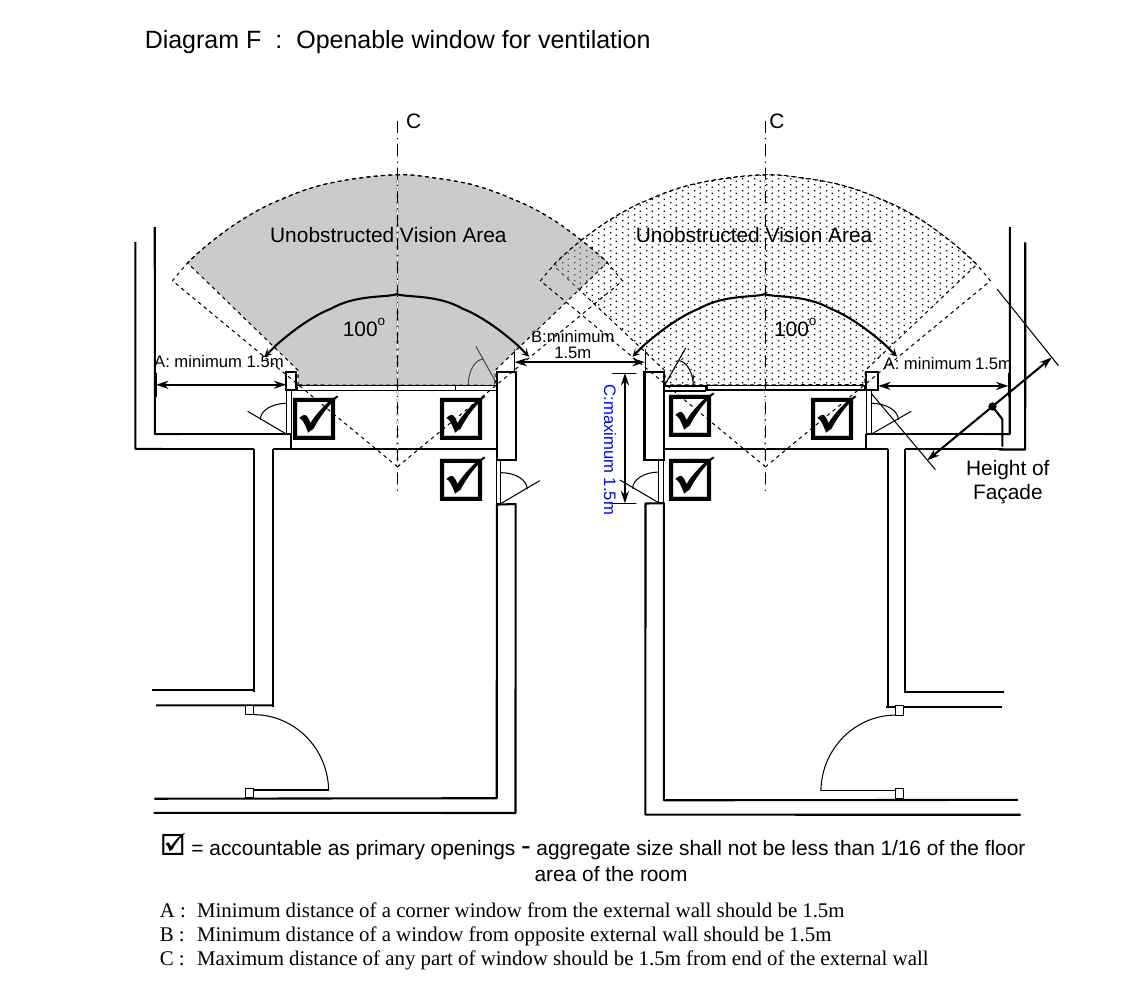 Diagram F : Openable window for ventilation
C
C
Unobstructed Vision Area
Unobstructed Vision Area
100o
100o
B:minimum
1.5m
A: minimum 1.5m
A: minimum 1.5m
C:maximum 1.5m
Height of
Façade
☑ = accountable as primary openings - aggregate size shall not be less than 1/16 of the floor
area of the room
A : Minimum distance of a corner window from the external wall should be 1.5m
B : Minimum distance of a window from opposite external wall should be 1.5m
C : Maximum distance of any part of window should be 1.5m from end of the external wall